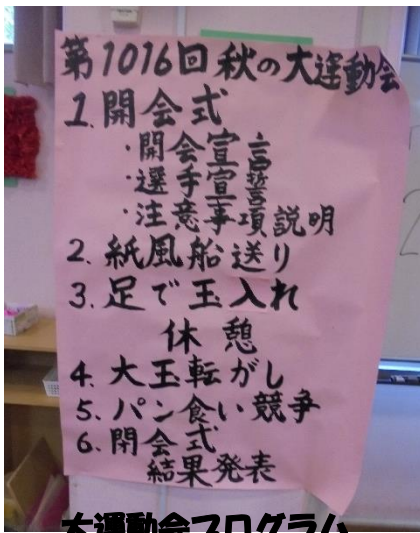 第1016回秋の大運動会
1.開会式
・開会宣言
・選手宣誓
・注意事項説明
2.紙風船送り
3.足で玉入れ
休憩
4.大玉転がし
5.パン食い競争
6.閉会式
結果発表
大運動会プログラム